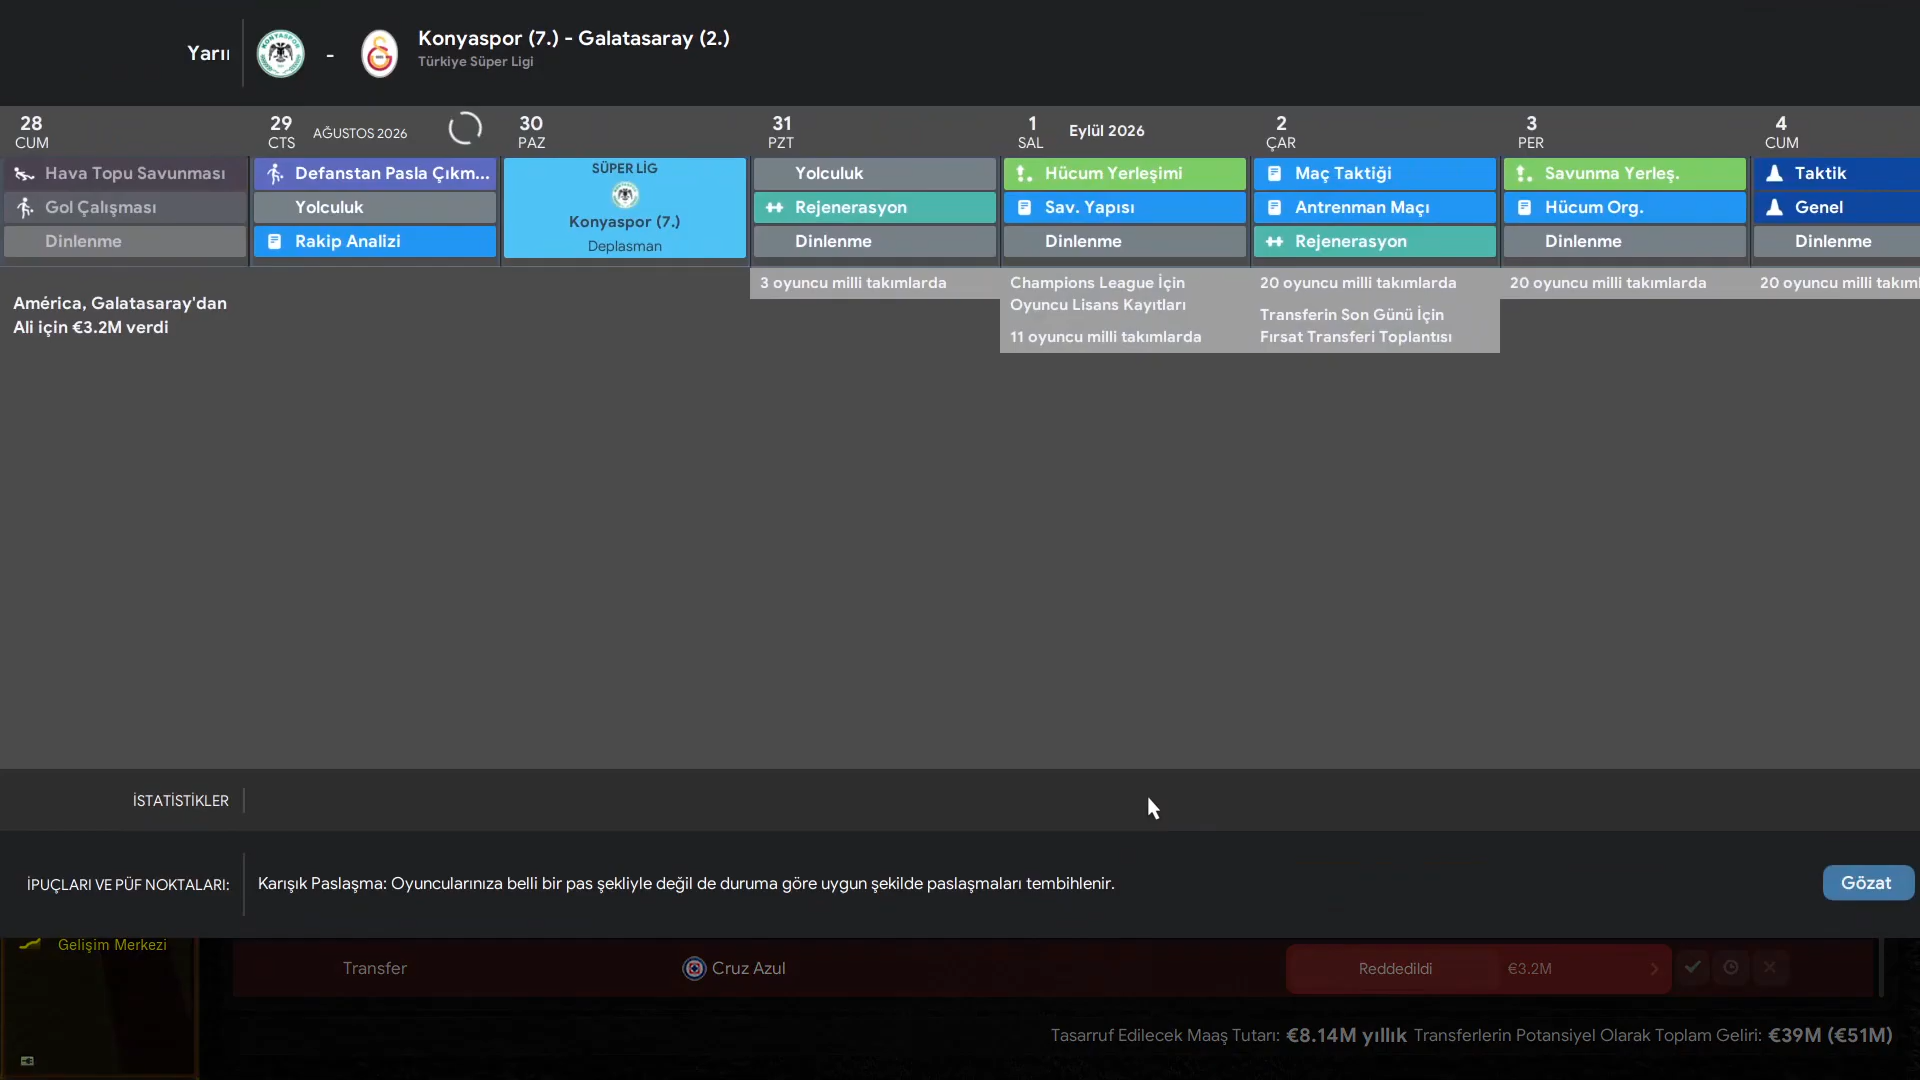 Yarın
Konyaspor (7.) - Galatasaray (2.)
Türkiye Süper Ligi
28
CUM
29
CTS
AĞUSTOS 2026
30
PAZ
31
PZT
1
SAL
Eylül 2026
2
ÇAR
3
PER
4
CUM
Hava Topu Savunması
Gol Çalışması
Dinlenme
Defanstan Pasla Çıkm...
Yolculuk
Rakip Analizi
SÜPER LİG
Konyaspor (7.)
Deplasman
Yolculuk
Rejenerasyon
Dinlenme
Hücum Yerleşimi
Sav. Yapısı
Dinlenme
Maç Taktiği
Antrenman Maçı
Rejenerasyon
Savunma Yerleş.
Hücum Org.
Dinlenme
Taktik
Genel
Dinlenme
América, Galatasaray'dan
Ali için €3.2M verdi
3 oyuncu milli takımlarda
Champions League İçin
Oyuncu Lisans Kayıtları
11 oyuncu milli takımlarda
20 oyuncu milli takımlarda
Transferin Son Günü İçin
Fırsat Transferi Toplantısı
20 oyuncu milli takımlarda
20 oyuncu milli takıml
İSTATİSTİKLER
İPUÇLARI VE PÜF NOKTALARI:
Karışık Paslaşma: Oyuncularınıza belli bir pas şekliyle değil de duruma göre uygun şekilde paslaşmaları tembihlenir.
Gözat
Gelişim Merkezi
Transfer
Cruz Azul
Reddedildi
€3.2M
Tasarruf Edilecek Maaş Tutarı: €8.14M yıllık Transferlerin Potansiyel Olarak Toplam Geliri: €39M (€51M)